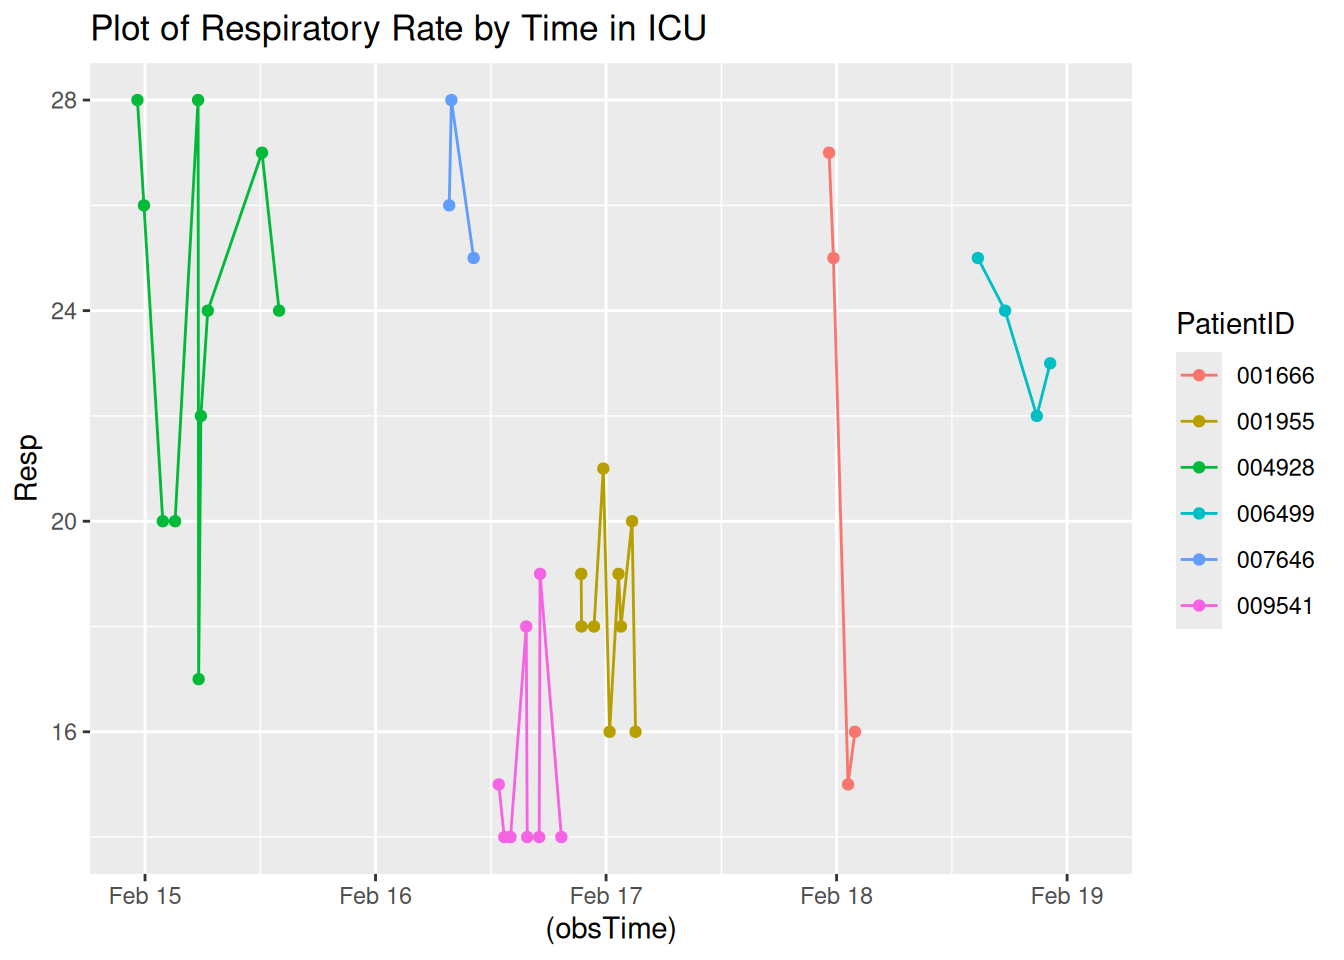 Plot of Respiratory Rate by Time in ICU
28
24
20
16
Resp
Feb 15
Feb 16
Feb 17
Feb 18
Feb 19
(obsTime)
PatientID
001666
001955
004928
006499
007646
009541